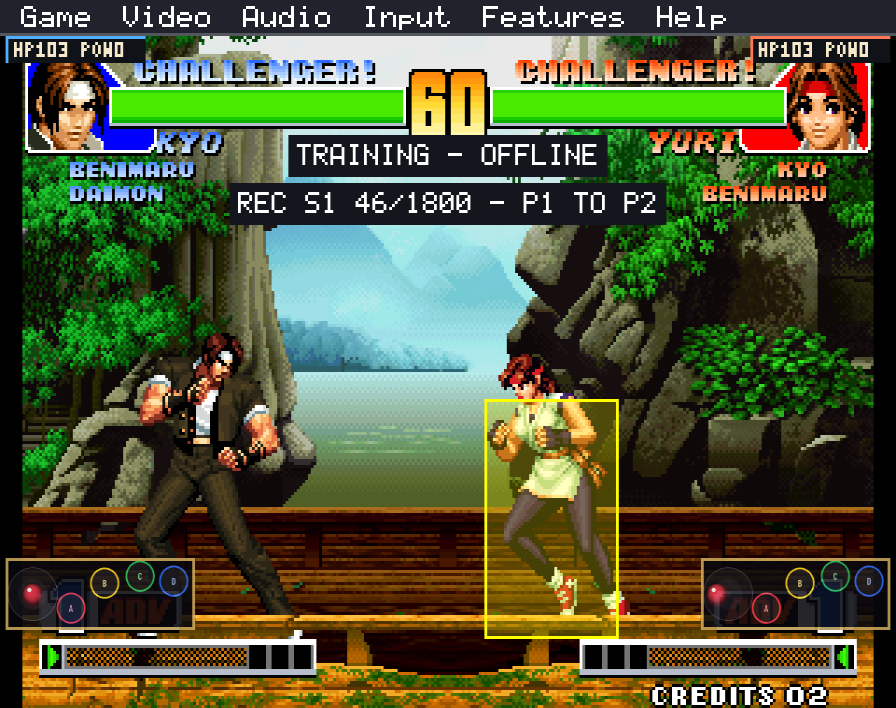 Game Video Audio Input Features Help
HP103 POW0
HP103 POW0
CHALLENGER!
CHALLENGER!
60
KYO
YURI
TRAINING - OFFLINE
BENIMARU
DAIMON
KYO
BENIMARU
REC S1 46/1800 - P1 TO P2
A B C D
A B C D
ADV
CREDITS 02